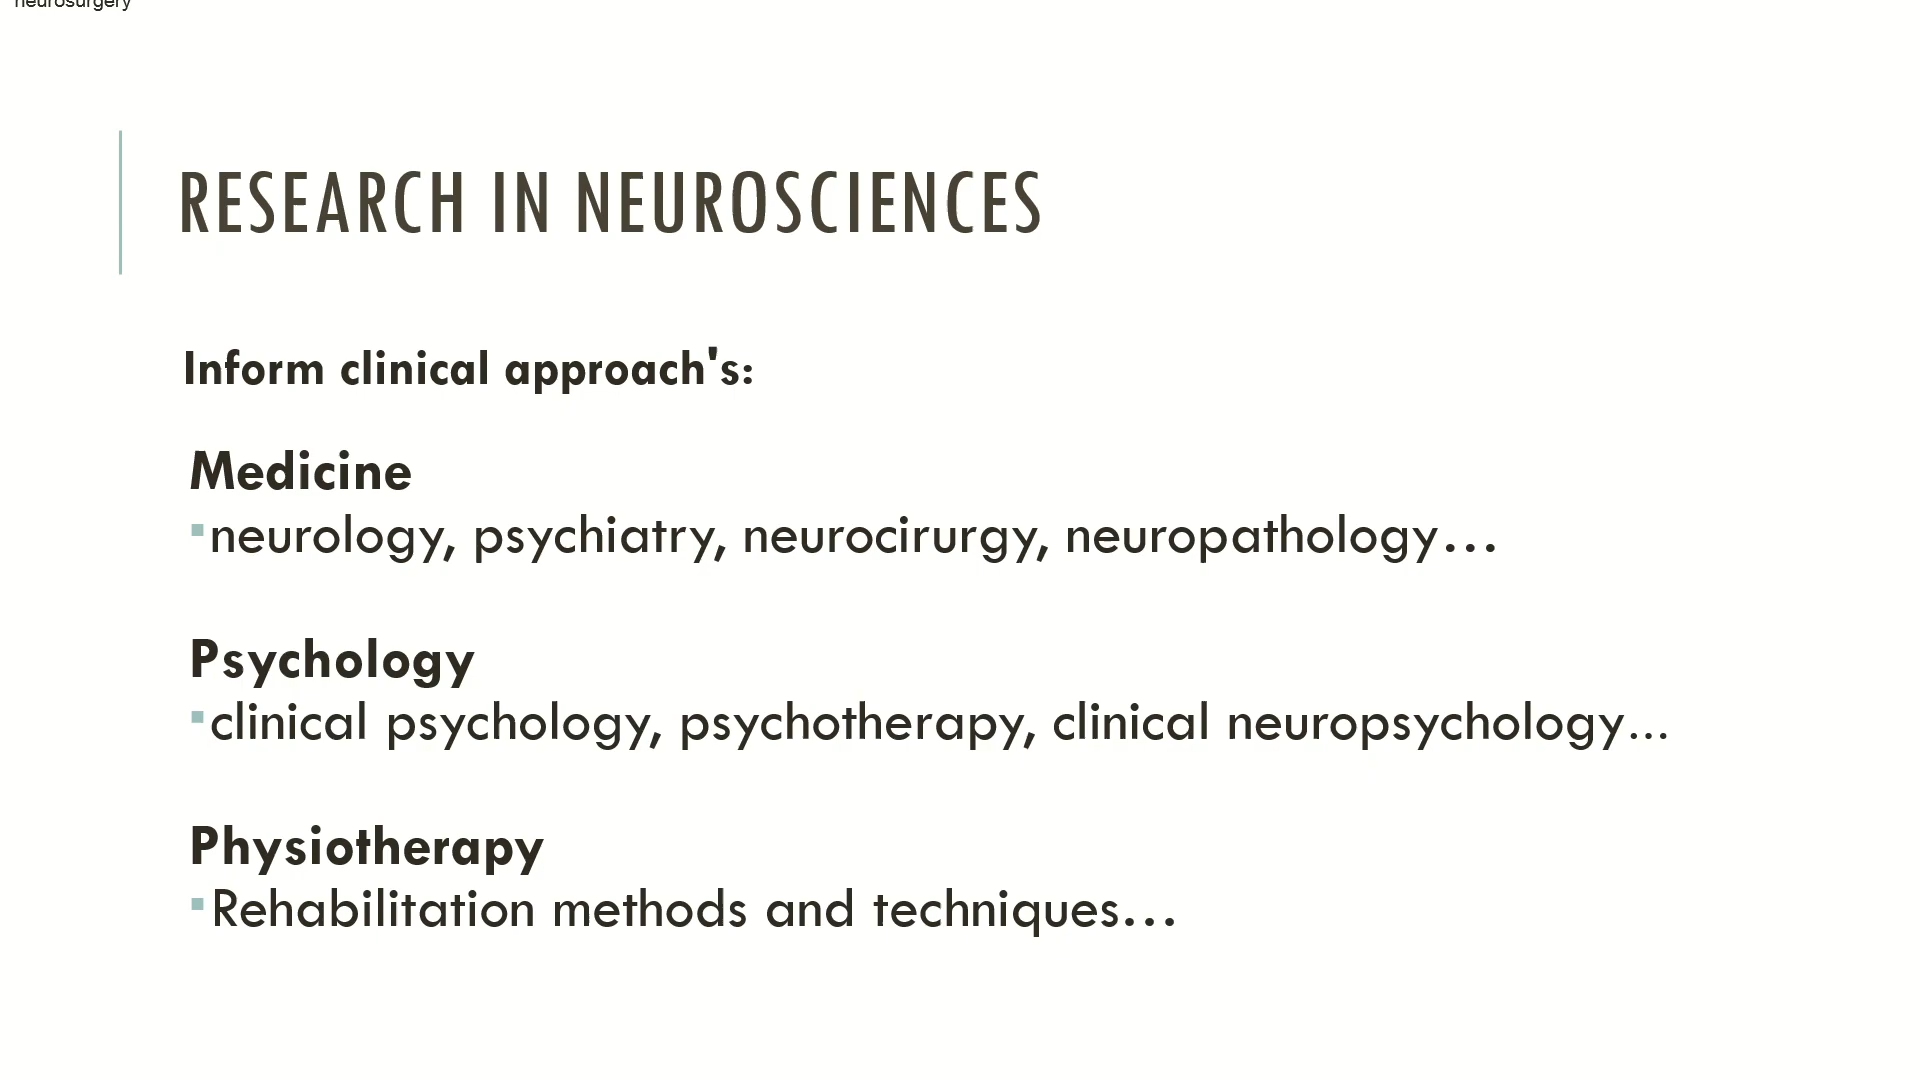 neurosurgery
RESEARCH IN NEUROSCIENCES
Inform clinical approach's:
Medicine
▪neurology, psychiatry, neurocirurgy, neuropathology…
Psychology
▪clinical psychology, psychotherapy, clinical neuropsychology...
Physiotherapy
▪Rehabilitation methods and techniques…